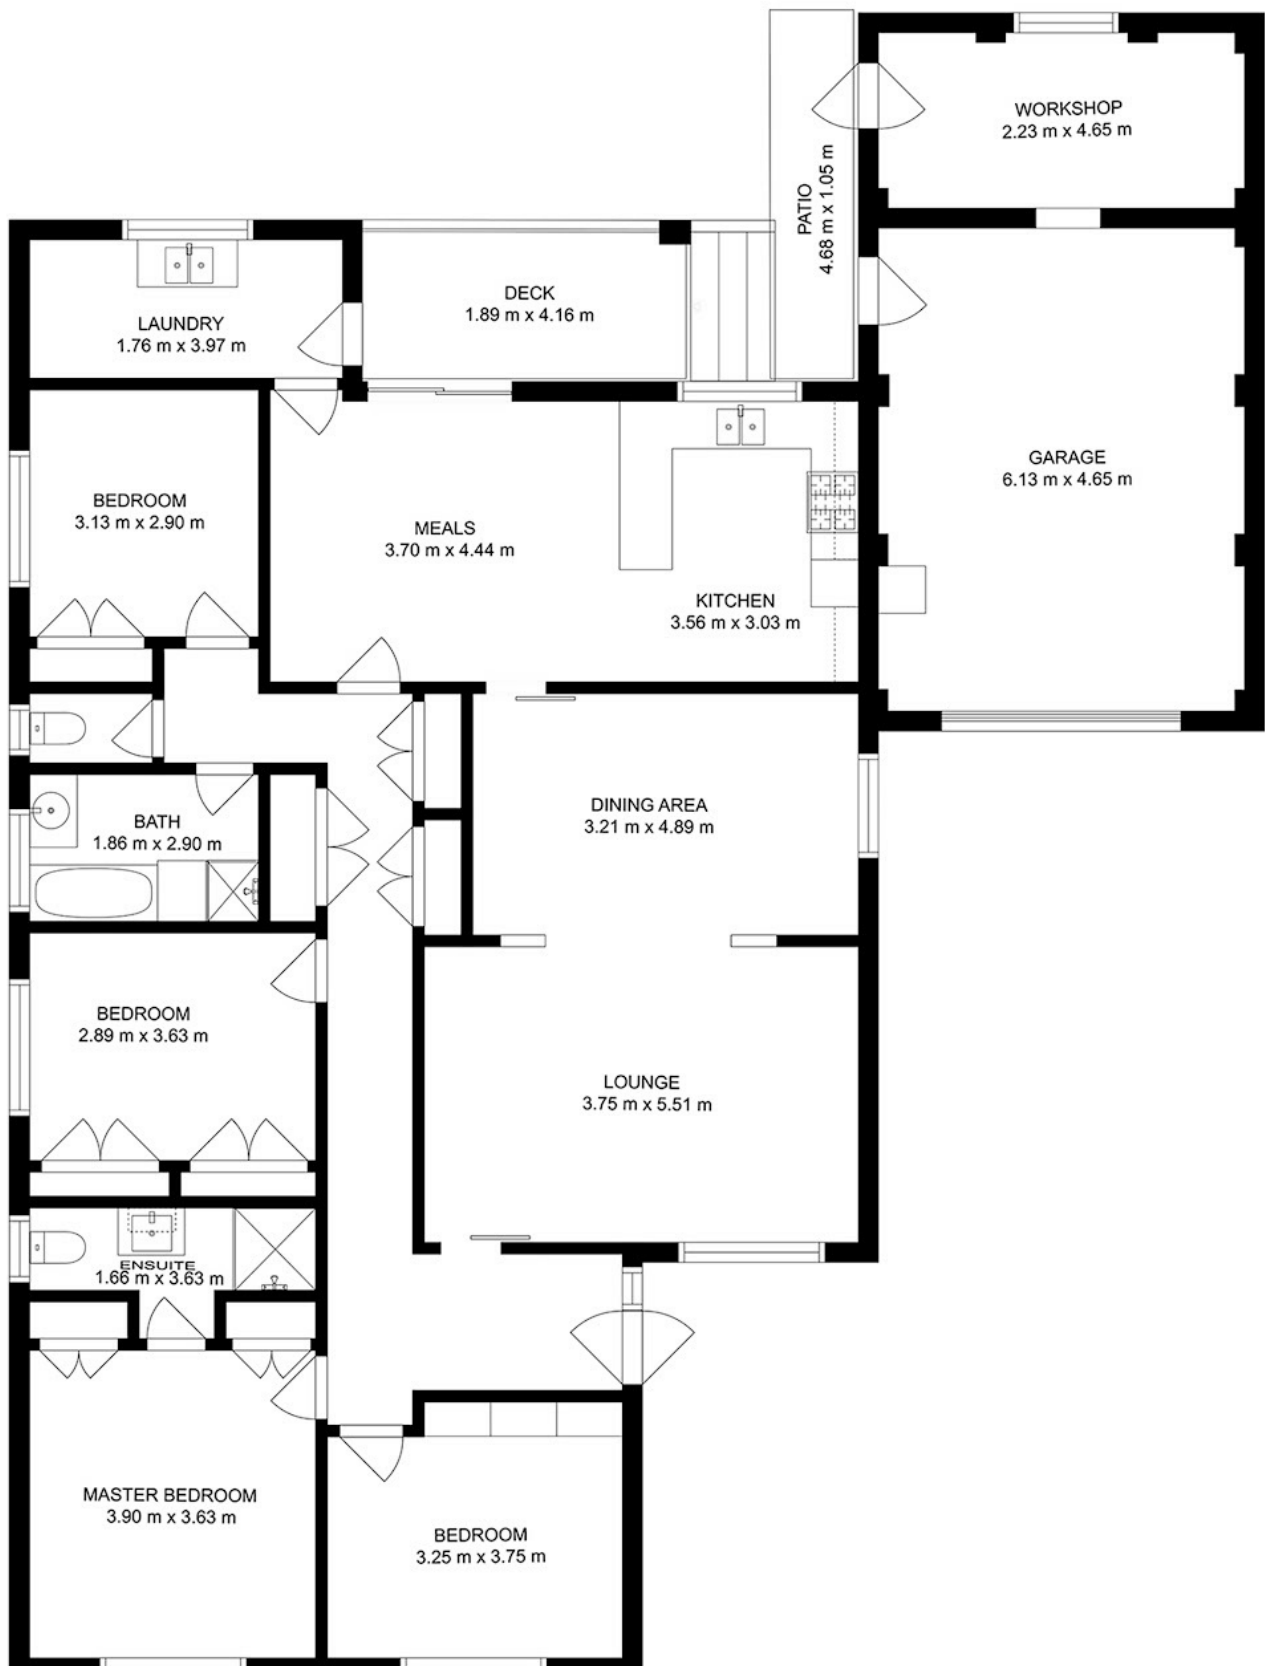 WORKSHOP
2.23 m x 4.65 m
PATIO
4.68 m x 1.05 m
DECK
1.89 m x 4.16 m
LAUNDRY
1.76 m x 3.97 m
GARAGE
6.13 m x 4.65 m
BEDROOM
3.13 m x 2.90 m
MEALS
3.70 m x 4.44 m
KITCHEN
3.56 m x 3.03 m
DINING AREA
3.21 m x 4.89 m
BATH
1.86 m x 2.90 m
BEDROOM
2.89 m x 3.63 m
LOUNGE
3.75 m x 5.51 m
ENSUITE
1.66 m x 3.63 m
MASTER BEDROOM
3.90 m x 3.63 m
BEDROOM
3.25 m x 3.75 m